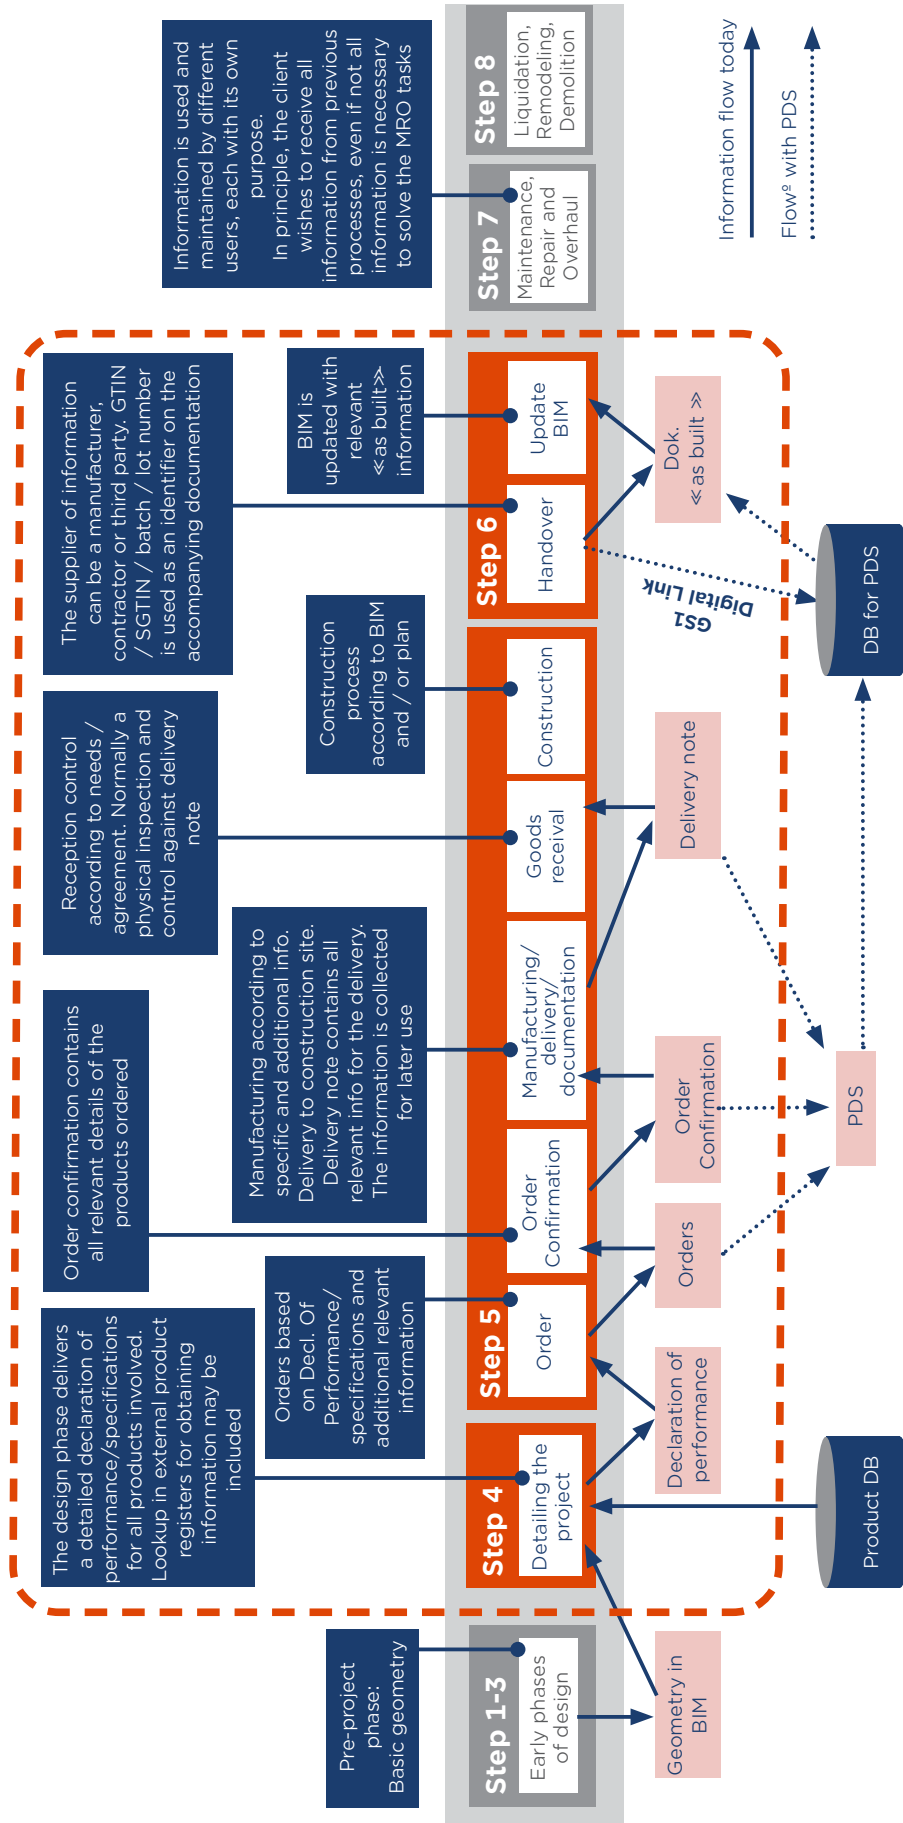 Pre-project
phase:
Basic geometry
The design phase delivers
a detailed declaration of
performance/specifications
for all products involved.
Lookup in external product
registers for obtaining
information may be
included
Orders based
on Decl. Of
Performance/
specifications and
additional relevant
information
Order confirmation contains
all relevant details of the
products ordered
Manufacturing according to
specific and additional info.
Delivery to construction site.
Delivery note contains all
relevant info for the delivery.
The information is collected
for later use
Reception control
according to needs /
agreement. Normally a
physical inspection and
control against delivery
note
Construction
process
according to BIM
and / or plan
The supplier of information
can be a manufacturer,
contractor or third party. GTIN
/ SGTIN / batch / lot number
is used as an identifier on the
accompanying documentation
BIM is
updated with
relevant
≪as built≫
information
Information is used and
maintained by different
users, each with its own
purpose.
In principle, the client
wishes to receive all
information from previous
processes, even if not all
information is necessary
to solve the MRO tasks
Step 1-3
Early phases
of design
Step 4
Detailing the
project
Step 5
Order
Order
Confirmation
Manufacturing/
delivery/
documentation
Goods
receival
Construction
Step 6
Handover
Update
BIM
Step 7
Maintenance,
Repair and
Overhaul
Step 8
Liquidation,
Remodeling,
Demolition
Geometry in
BIM
Declaration of
performance
Orders
Order
Confirmation
Delivery note
Dok.
≪as built ≫
GS1
Digital Link
Product DB
PDS
DB for PDS
Information flow today
Flowº with PDS